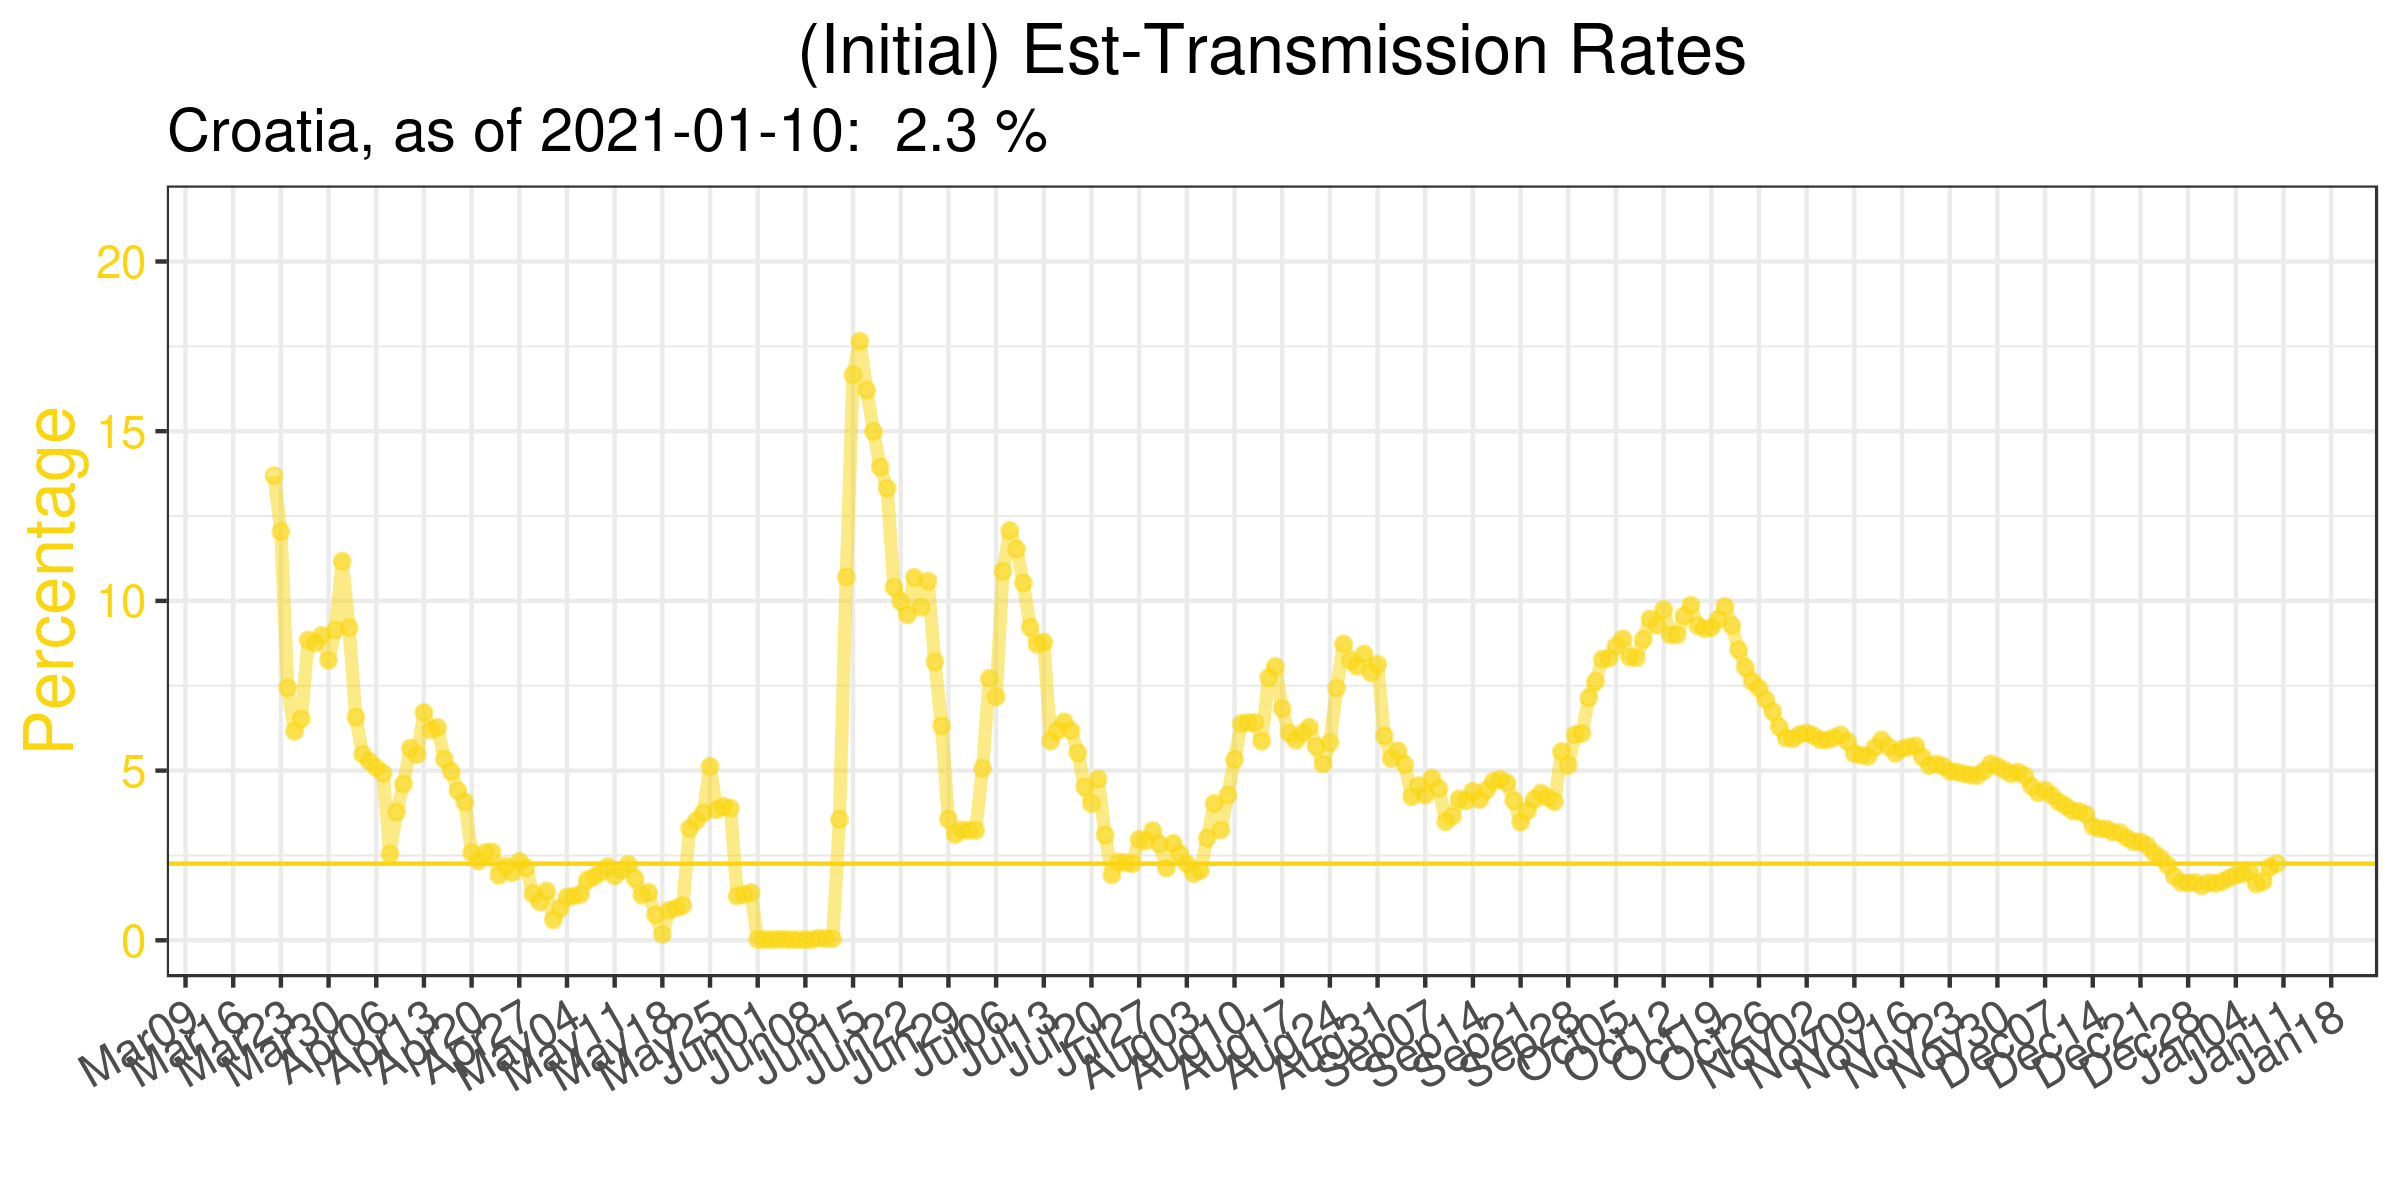 (Initial) Est-Transmission Rates
Croatia, as of 2021-01-10:  2.3 %
Percentage
20
15
10
5
0
Mar09
Mar16
Mar23
Mar30
Apr06
Apr13
Apr20
Apr27
May04
May11
May18
May25
Jun01
Jun08
Jun15
Jun22
Jun29
Jul06
Jul13
Jul20
Jul27
Aug03
Aug10
Aug17
Aug24
Aug31
Sep07
Sep14
Sep21
Sep28
Oct05
Oct12
Oct19
Oct26
Nov02
Nov09
Nov16
Nov23
Nov30
Dec07
Dec14
Dec21
Dec28
Jan04
Jan11
Jan18